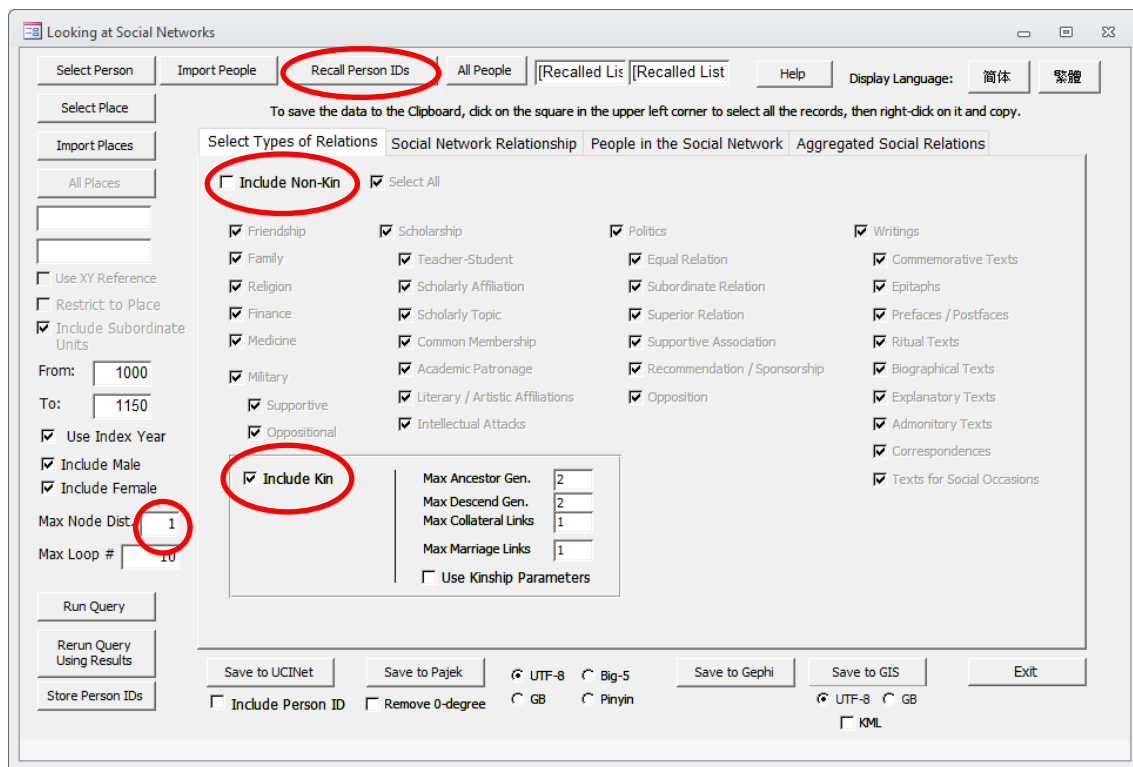 Looking at Social Networks
Select Person Import People Recall Person IDs All People [Recalled Lis [Recalled List Help Display Language: 简体 繁體
Select Place
To save the data to the Clipboard, click on the square in the upper left corner to select all the records, then right-click on it and copy.
Import Places
Select Types of Relations Social Network Relationship People in the Social Network Aggregated Social Relations
All Places
Include Non-Kin Select All
Friendship Scholarship Politics Writings
Family Teacher-Student Equal Relation Commemorative Texts
Use XY Reference
Religion Scholarly Affiliation Subordinate Relation Epitaphs
Restrict to Place
Finance Scholarly Topic Superior Relation Prefaces / Postfaces
Include Subordinate
Units
Medicine Common Membership Supportive Association Ritual Texts
From: 1000
Military Academic Patronage Recommendation / Sponsorship Biographical Texts
To: 1150
Supportive Literary / Artistic Affiliations Opposition Explanatory Texts
Oppositional Intellectual Attacks Admonitory Texts
Use Index Year
Correspondences
Include Male
Include Kin Max Ancestor Gen. 2 Texts for Social Occasions
Include Female
Max Descend Gen. 2
Max Node Dist. 1
Max Collateral Links 1
Max Loop # 10
Max Marriage Links 1
Use Kinship Parameters
Run Query
Rerun Query
Using Results
Save to UCINet Save to Pajek UTF-8 Big-5 Save to Gephi Save to GIS Exit
Store Person IDs
Include Person ID Remove 0-degree GB Pinyin UTF-8 GB
KML